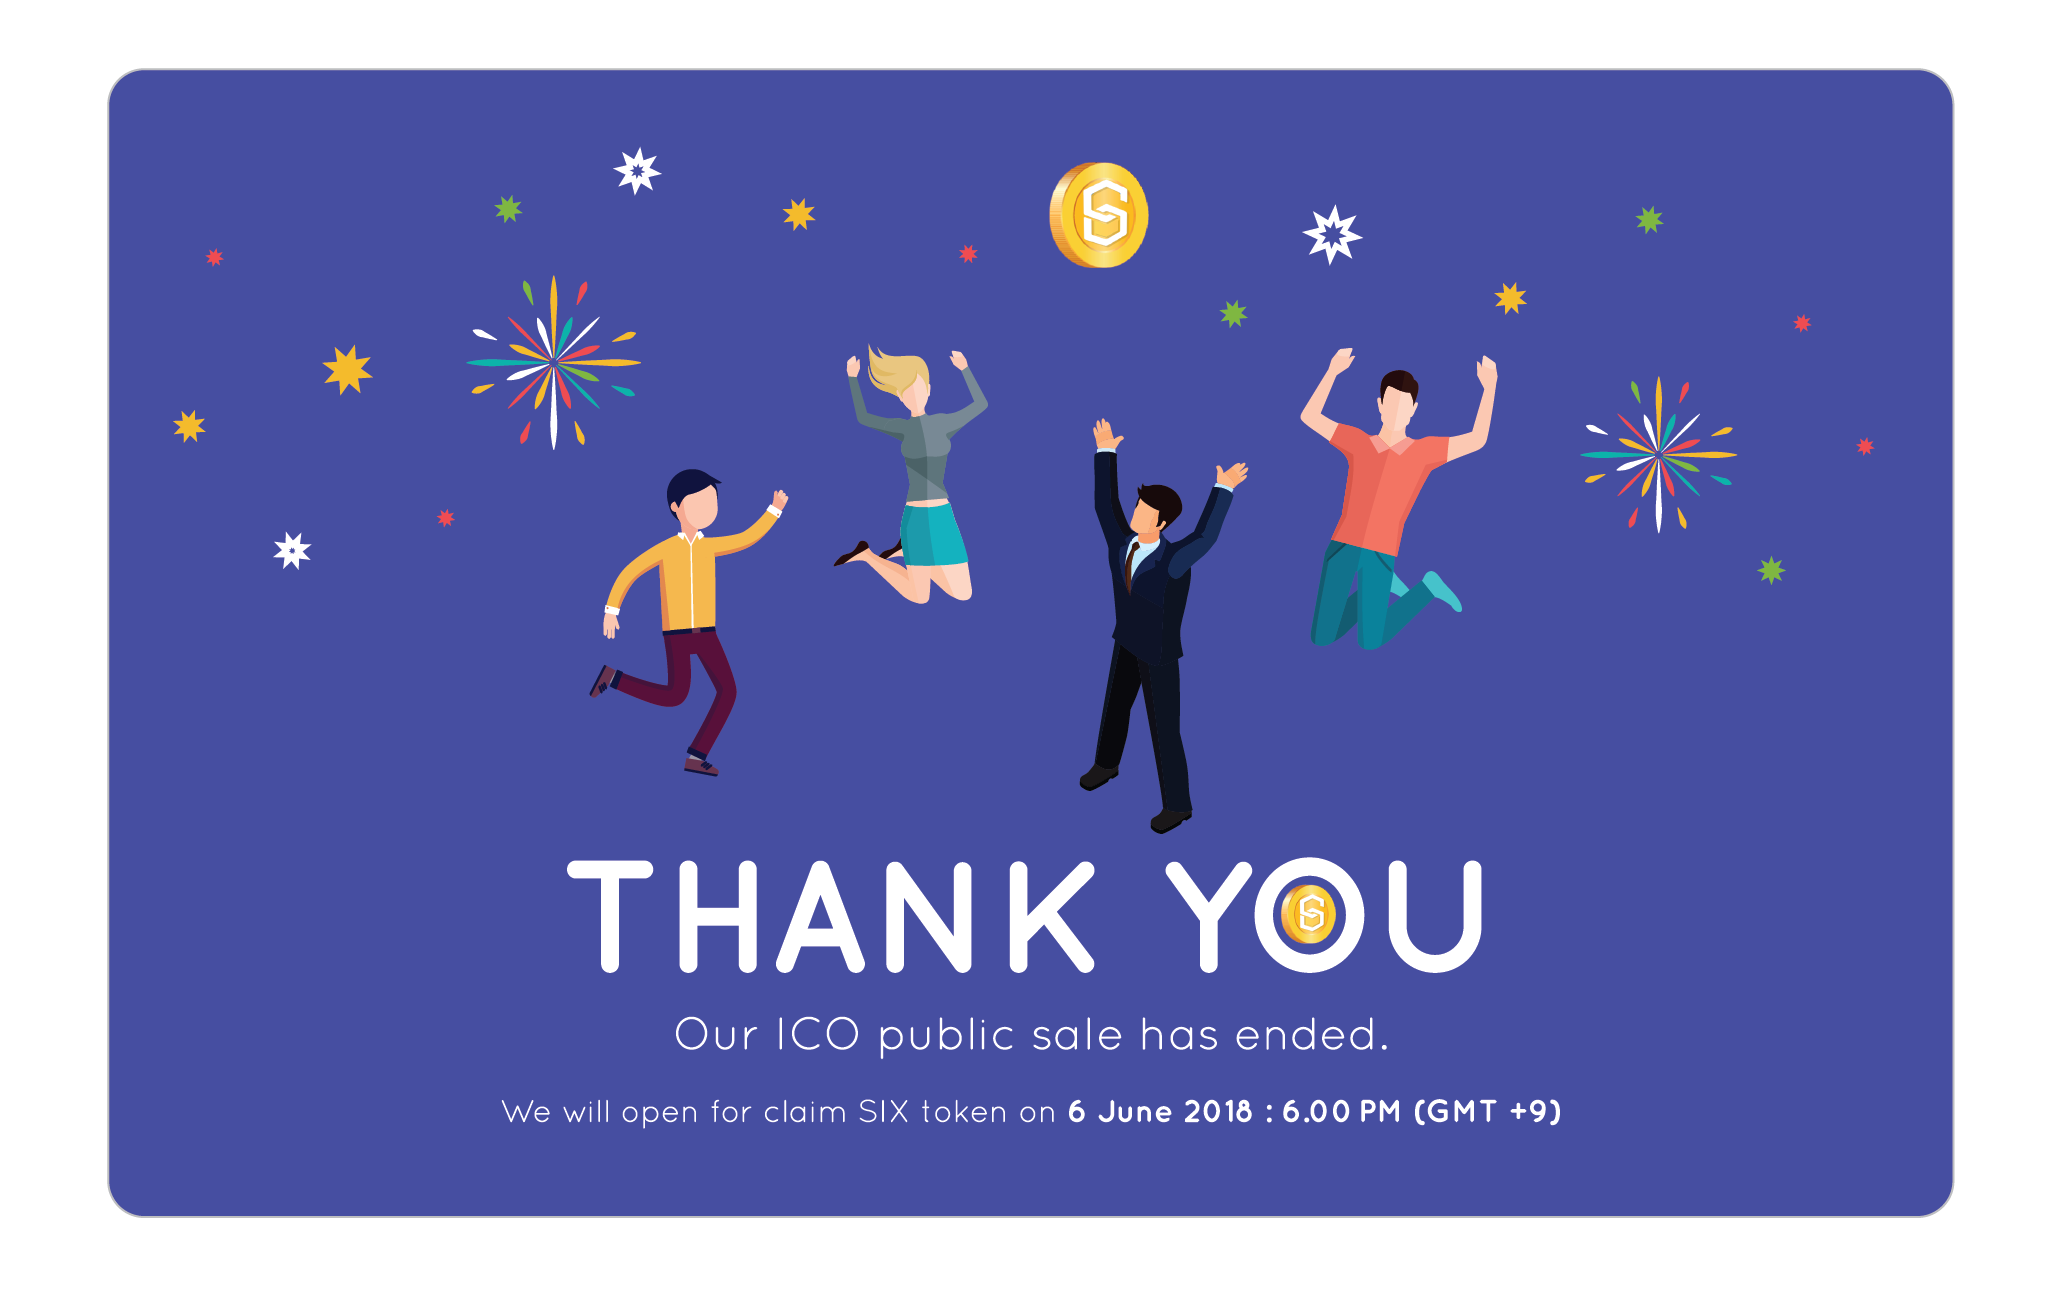 THANK YOU
Our ICO public sale has ended.
We will open for claim SIX token on 6 June 2018 : 6.00 PM (GMT +9)